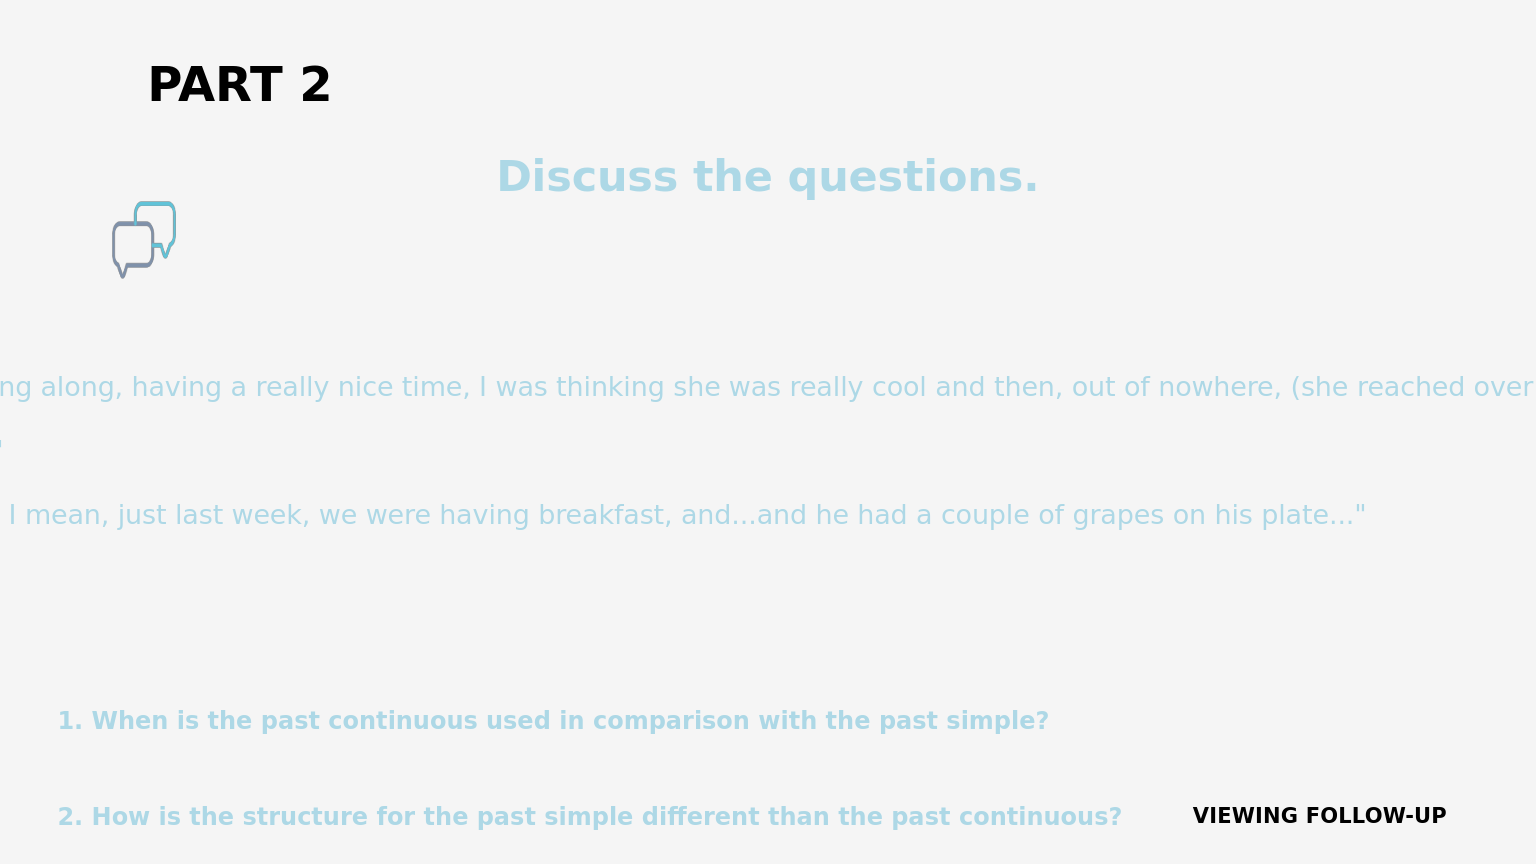 PART 2
Discuss the questions.
ng along, having a really nice time, I was thinking she was really cool and then, out of nowhere, (she reached over
I mean, just last week, we were having breakfast, and...and he had a couple of grapes on his plate..."
1. When is the past continuous used in comparison with the past simple?
2. How is the structure for the past simple different than the past continuous?
VIEWING FOLLOW-UP